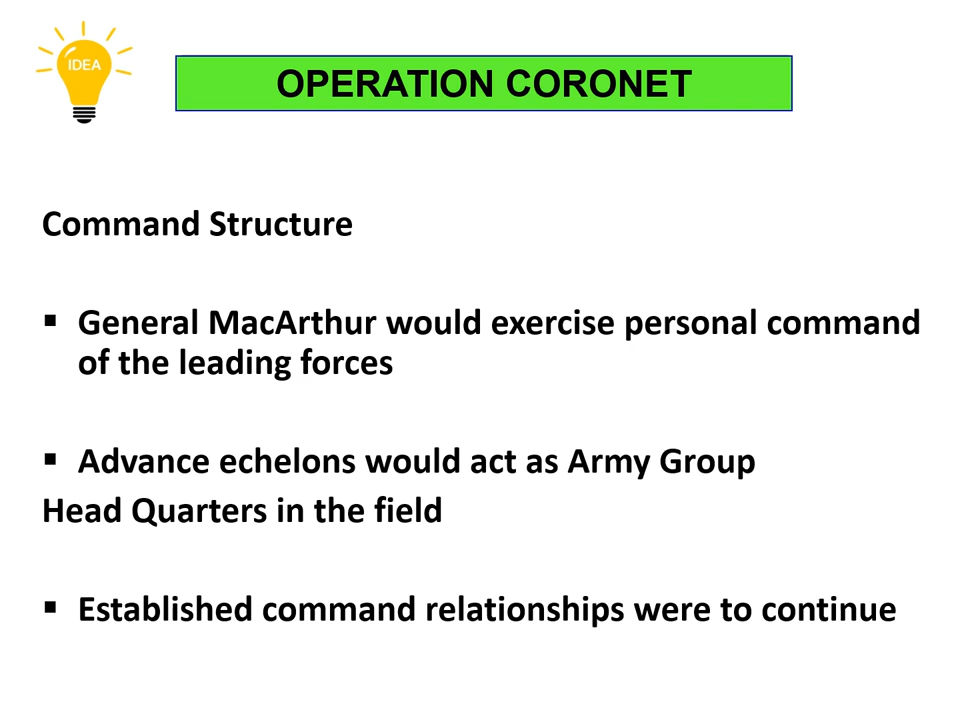 IDEA
OPERATION CORONET
Command Structure
▪ General MacArthur would exercise personal command
of the leading forces
▪ Advance echelons would act as Army Group
Head Quarters in the field
▪ Established command relationships were to continue